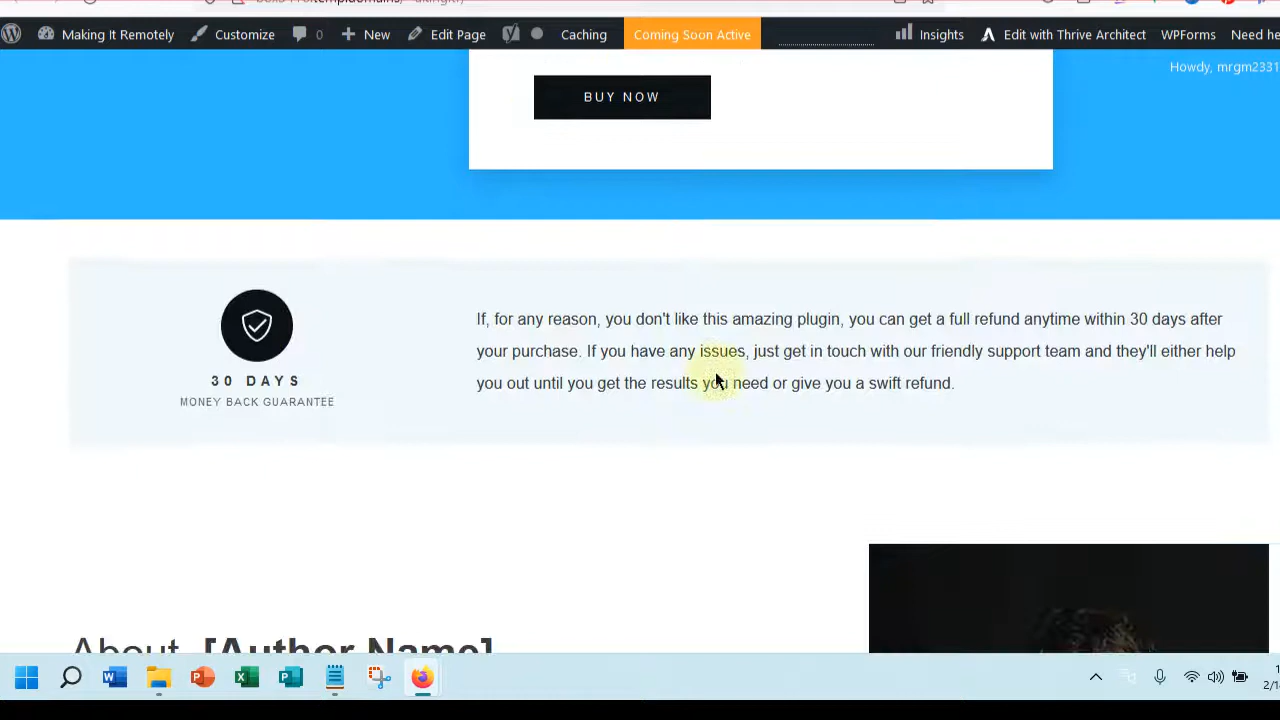 Making It Remotely Customize 0 New Edit Page Caching Coming Soon Active Insights Edit with Thrive Architect WPForms Need he
Howdy, mrgm2331
BUY NOW
30 DAYS
MONEY BACK GUARANTEE
If, for any reason, you don't like this amazing plugin, you can get a full refund anytime within 30 days after
your purchase. If you have any issues, just get in touch with our friendly support team and they'll either help
you out until you get the results you need or give you a swift refund.
About [Author Name]